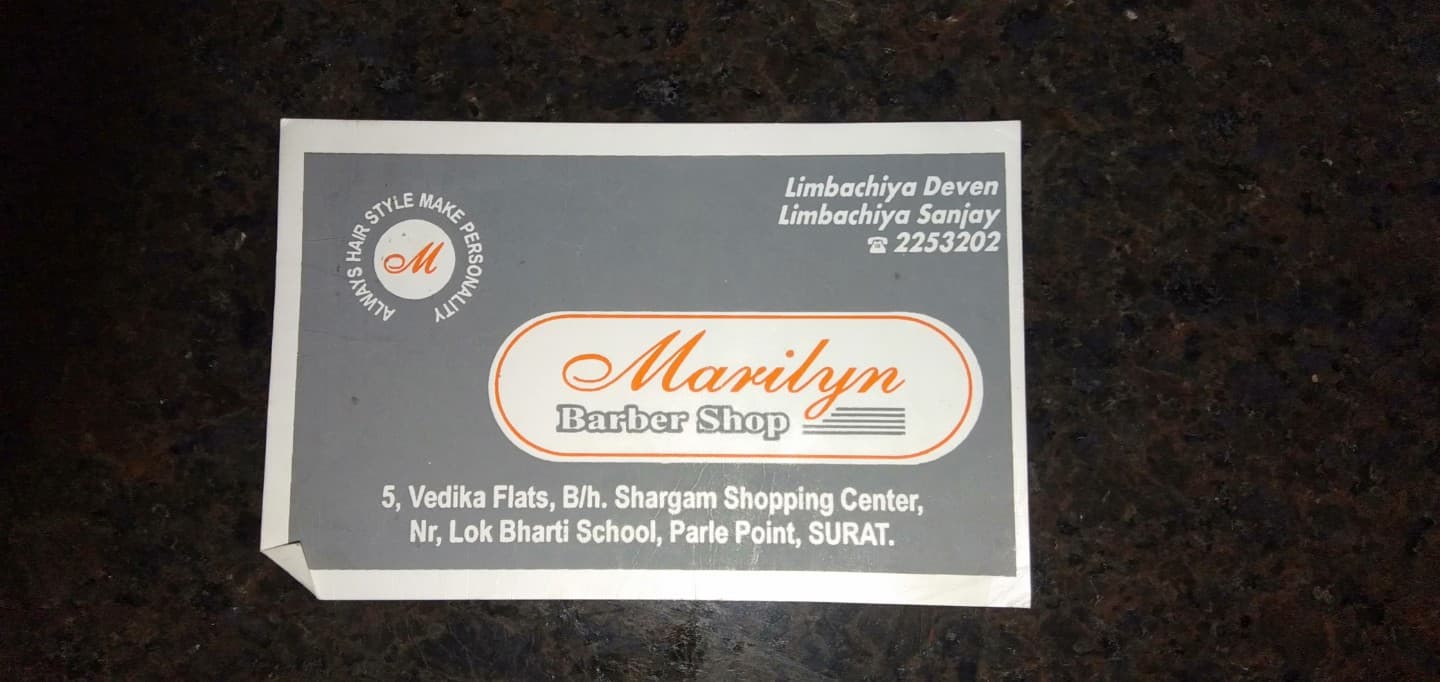 ALWAYS HAIR STYLE MAKE PERSONALITY
M
Limbachiya Deven
Limbachiya Sanjay
☎ 2253202
Marilyn
Barber Shop
5, Vedika Flats, B/h. Shargam Shopping Center,
Nr, Lok Bharti School, Parle Point, SURAT.